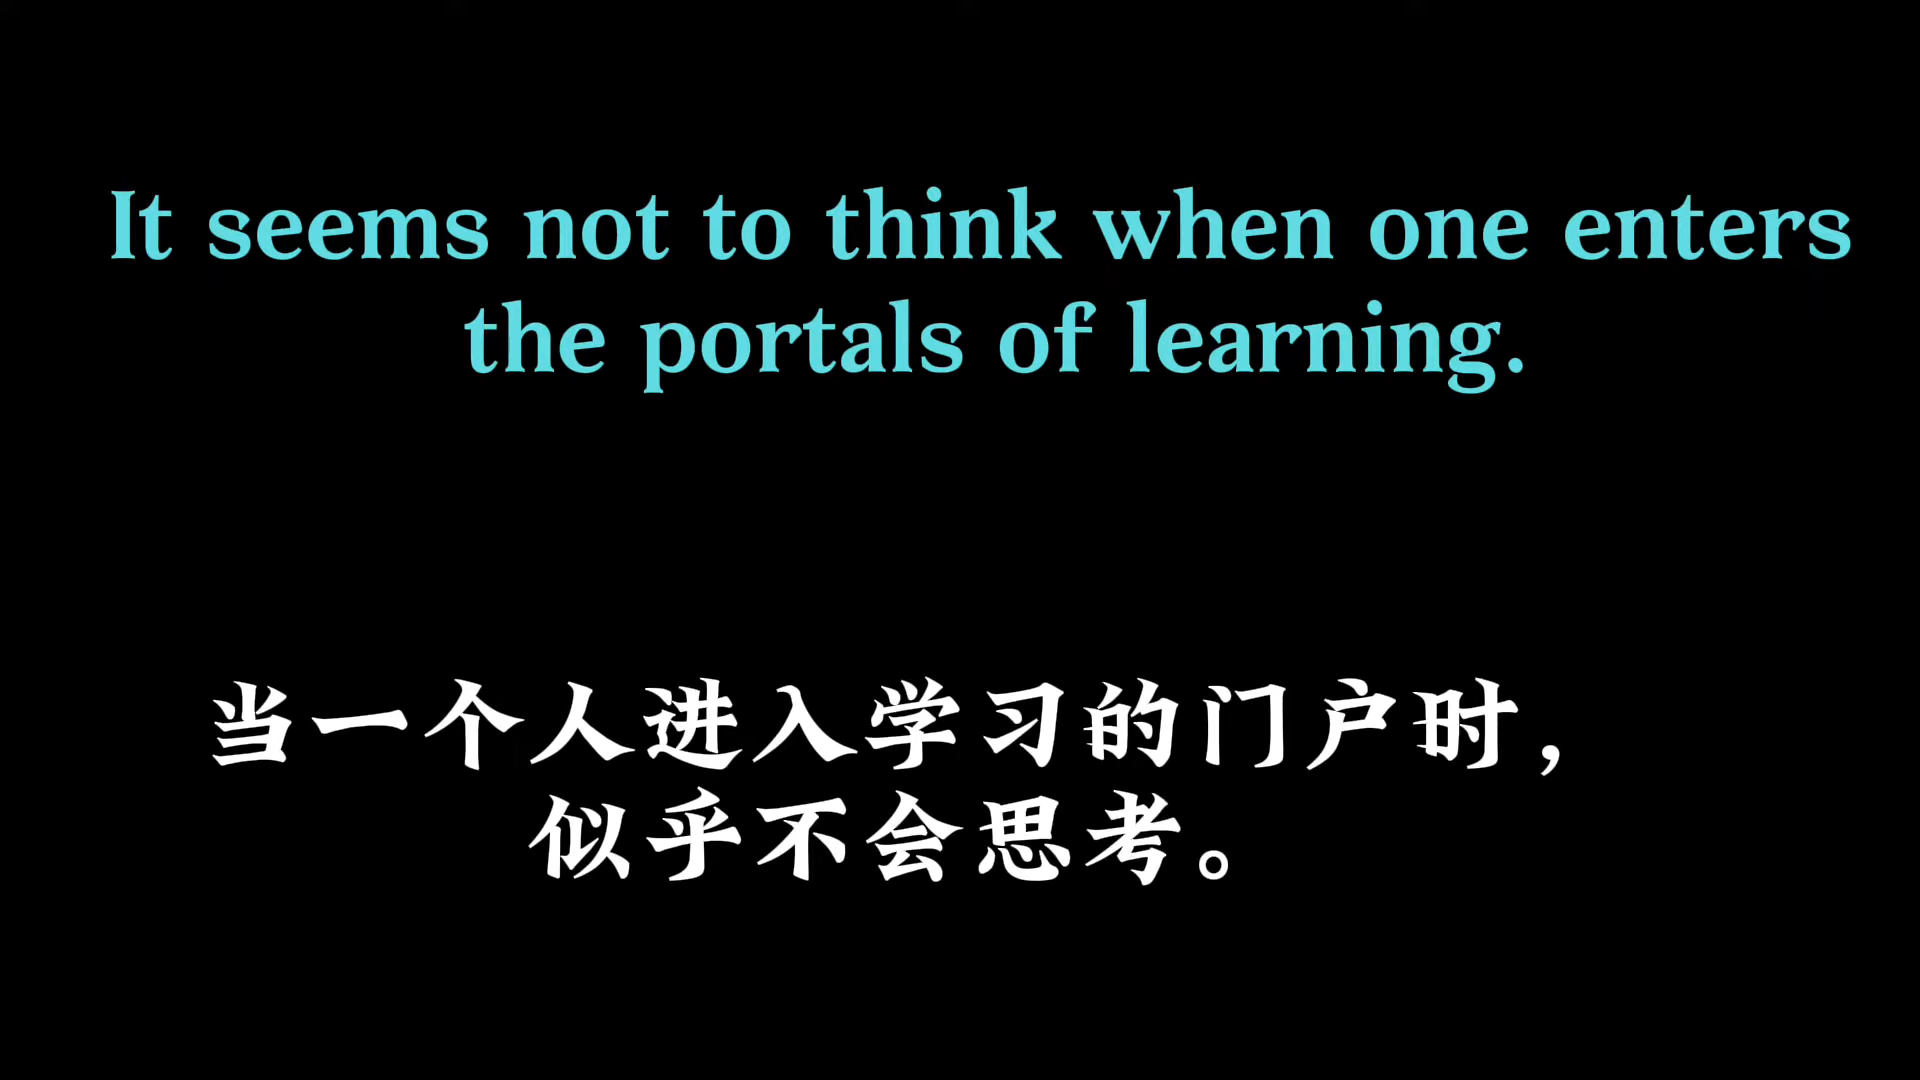 It seems not to think when one enters
the portals of learning.
当一个人进入学习的门户时，
似乎不会思考。